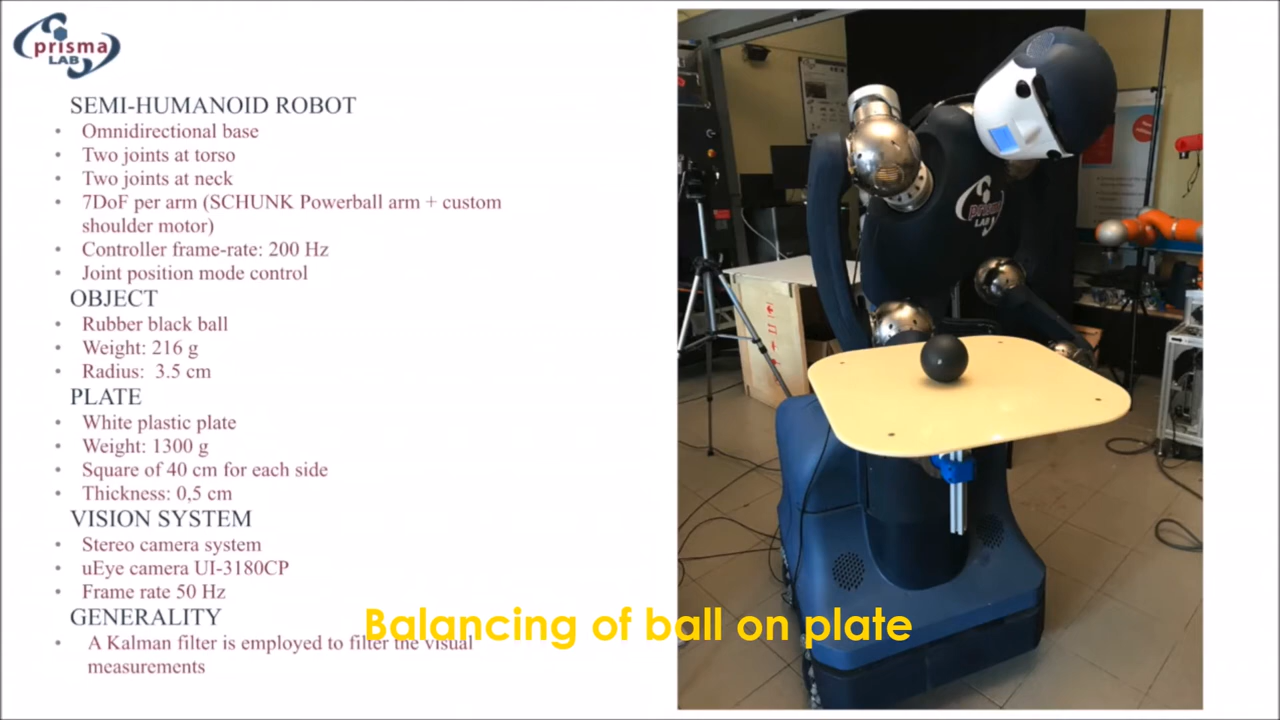 prisma
LAB
SEMI-HUMANOID ROBOT
• Omnidirectional base
• Two joints at torso
• Two joints at neck
• 7DoF per arm (SCHUNK Powerball arm + custom
shoulder motor)
• Controller frame-rate: 200 Hz
• Joint position mode control
OBJECT
• Rubber black ball
• Weight: 216 g
• Radius: 3.5 cm
PLATE
• White plastic plate
• Weight: 1300 g
• Square of 40 cm for each side
• Thickness: 0,5 cm
VISION SYSTEM
• Stereo camera system
• uEye camera UI-3180CP
• Frame rate 50 Hz
GENERALITY
• A Kalman filter is employed to filter the visual
measurements
Balancing of ball on plate
prisma
LAB